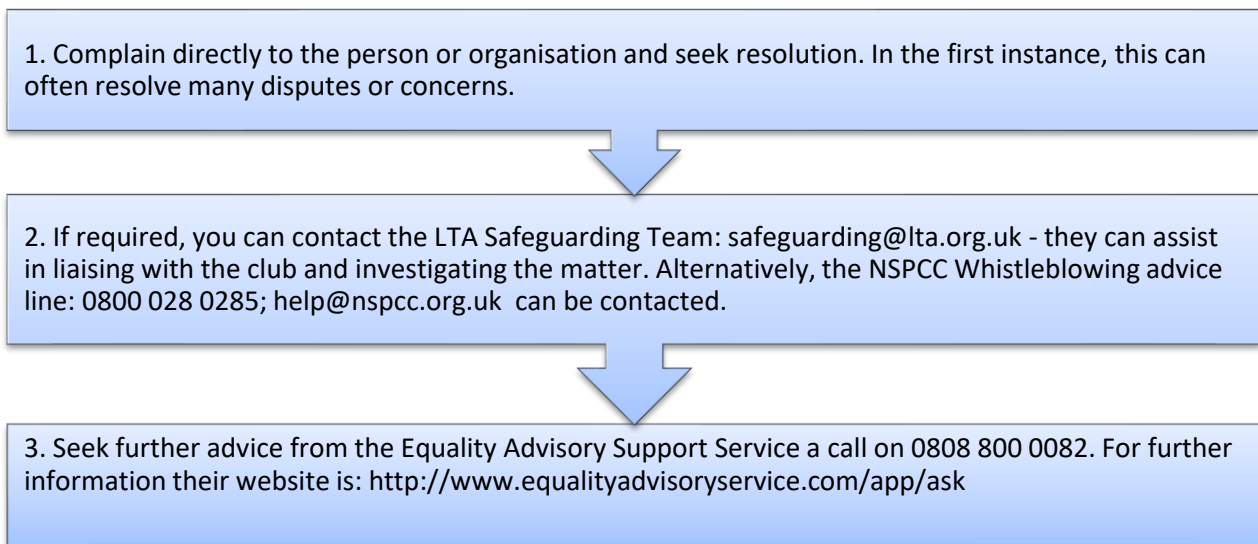 1. Complain directly to the person or organisation and seek resolution. In the first instance, this can
often resolve many disputes or concerns.
2. If required, you can contact the LTA Safeguarding Team: safeguarding@lta.org.uk - they can assist
in liaising with the club and investigating the matter. Alternatively, the NSPCC Whistleblowing advice
line: 0800 028 0285; help@nspcc.org.uk  can be contacted.
3. Seek further advice from the Equality Advisory Support Service a call on 0808 800 0082. For further
information their website is: http://www.equalityadvisoryservice.com/app/ask